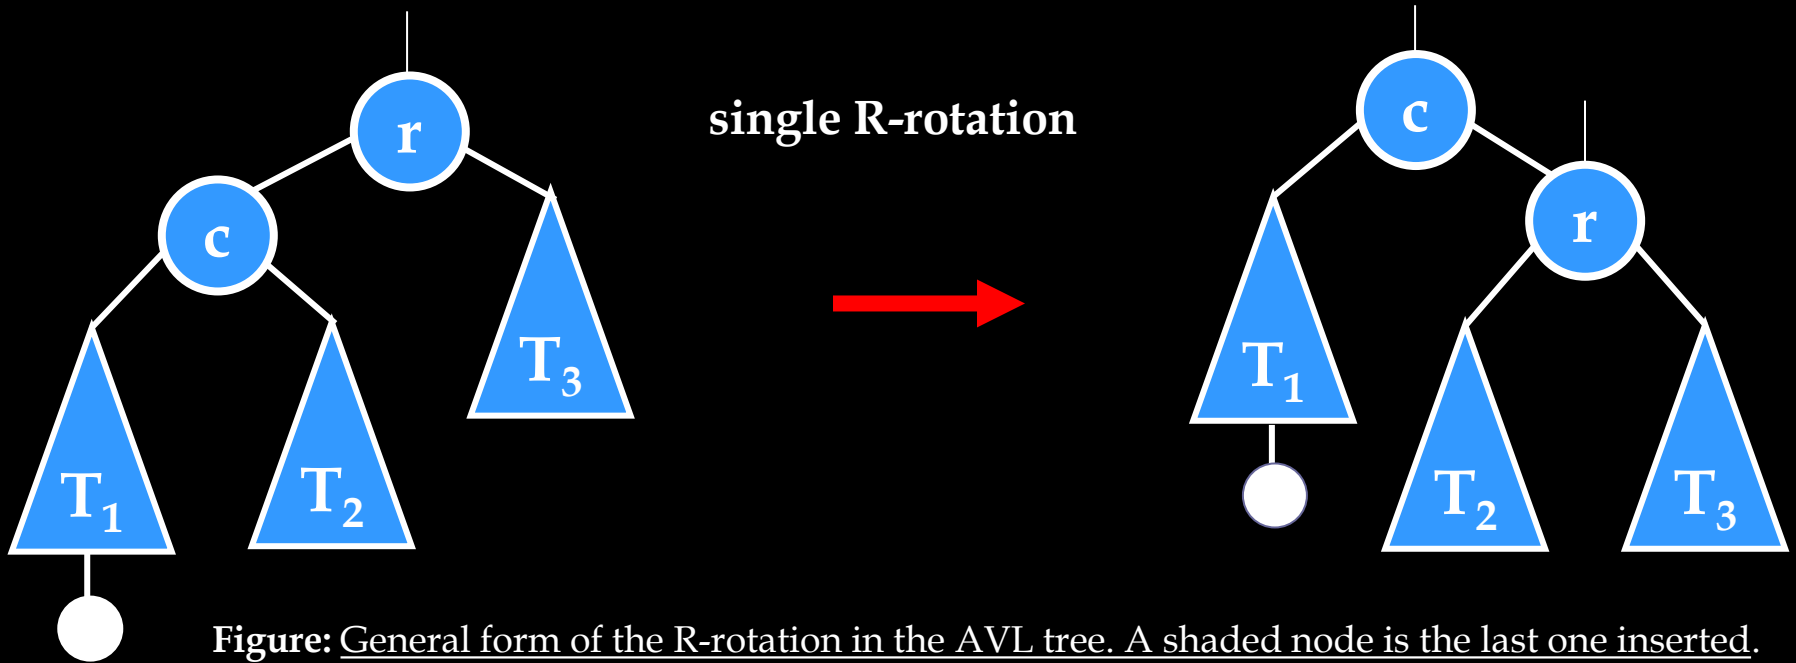 r
c
T1
T2
T3
single R-rotation
c
r
T1
T2
T3
Figure: General form of the R-rotation in the AVL tree. A shaded node is the last one inserted.